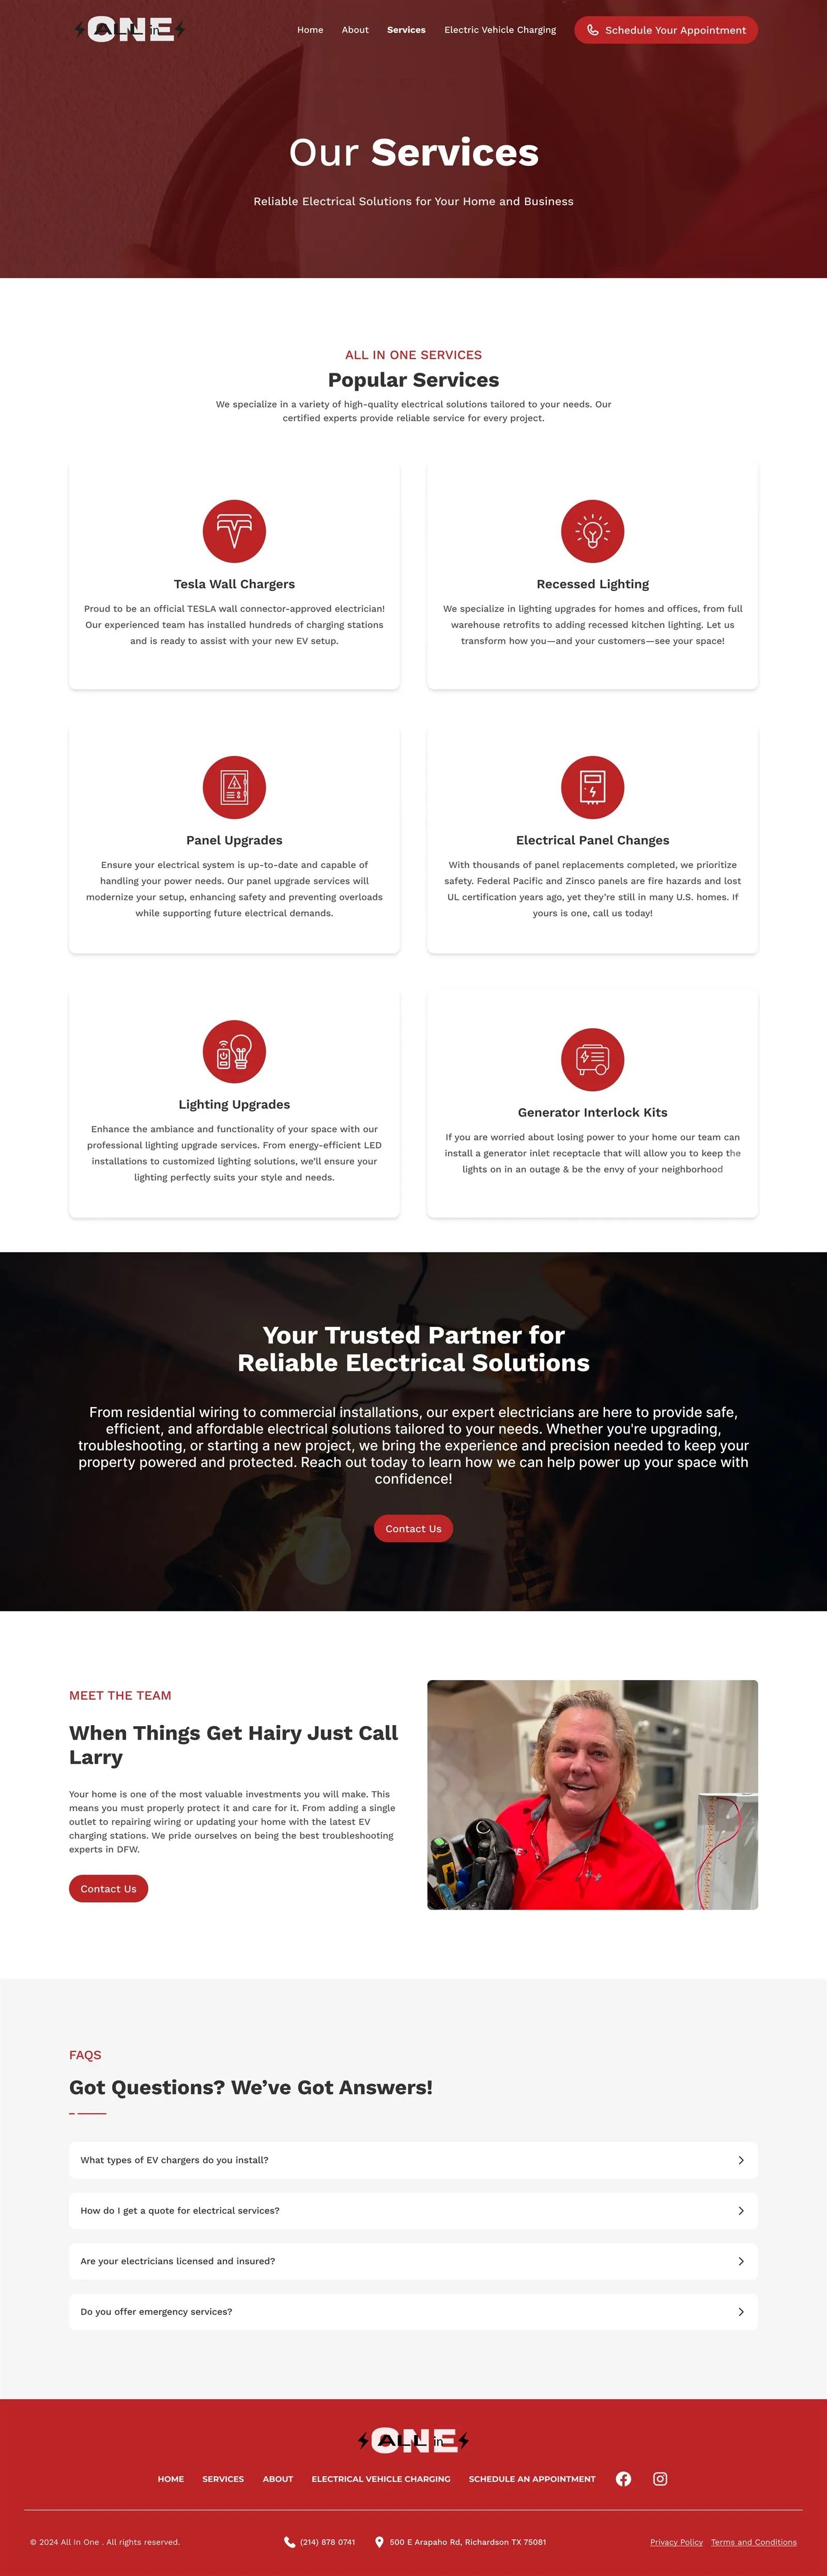 ALL in ONE
Home About Services Electric Vehicle Charging Schedule Your Appointment
Our Services
Reliable Electrical Solutions for Your Home and Business
ALL IN ONE SERVICES
Popular Services
We specialize in a variety of high-quality electrical solutions tailored to your needs. Our
certified experts provide reliable service for every project.
Tesla Wall Chargers
Proud to be an official TESLA wall connector-approved electrician!
Our experienced team has installed hundreds of charging stations
and is ready to assist with your new EV setup.
Recessed Lighting
We specialize in lighting upgrades for homes and offices, from full
warehouse retrofits to adding recessed kitchen lighting. Let us
transform how you—and your customers—see your space!
Panel Upgrades
Ensure your electrical system is up-to-date and capable of
handling your power needs. Our panel upgrade services will
modernize your setup, enhancing safety and preventing overloads
while supporting future electrical demands.
Electrical Panel Changes
With thousands of panel replacements completed, we prioritize
safety. Federal Pacific and Zinsco panels are fire hazards and lost
UL certification years ago, yet they’re still in many U.S. homes. If
yours is one, call us today!
Lighting Upgrades
Enhance the ambiance and functionality of your space with our
professional lighting upgrade services. From energy-efficient LED
installations to customized lighting solutions, we’ll ensure your
lighting perfectly suits your style and needs.
Generator Interlock Kits
If you are worried about losing power to your home our team can
install a generator inlet receptacle that will allow you to keep the
lights on in an outage & be the envy of your neighborhood
Your Trusted Partner for
Reliable Electrical Solutions
From residential wiring to commercial installations, our expert electricians are here to provide safe,
efficient, and affordable electrical solutions tailored to your needs. Whether you're upgrading,
troubleshooting, or starting a new project, we bring the experience and precision needed to keep your
property powered and protected. Reach out today to learn how we can help power up your space with
confidence!
Contact Us
MEET THE TEAM
When Things Get Hairy Just Call
Larry
Your home is one of the most valuable investments you will make. This
means you must properly protect it and care for it. From adding a single
outlet to repairing wiring or updating your home with the latest EV
charging stations. We pride ourselves on being the best troubleshooting
experts in DFW.
Contact Us
FAQS
Got Questions? We’ve Got Answers!
What types of EV chargers do you install?
How do I get a quote for electrical services?
Are your electricians licensed and insured?
Do you offer emergency services?
ALL in ONE
HOME SERVICES ABOUT ELECTRICAL VEHICLE CHARGING SCHEDULE AN APPOINTMENT
© 2024 All In One . All rights reserved. (214) 878 0741 500 E Arapaho Rd, Richardson TX 75081 Privacy Policy Terms and Conditions